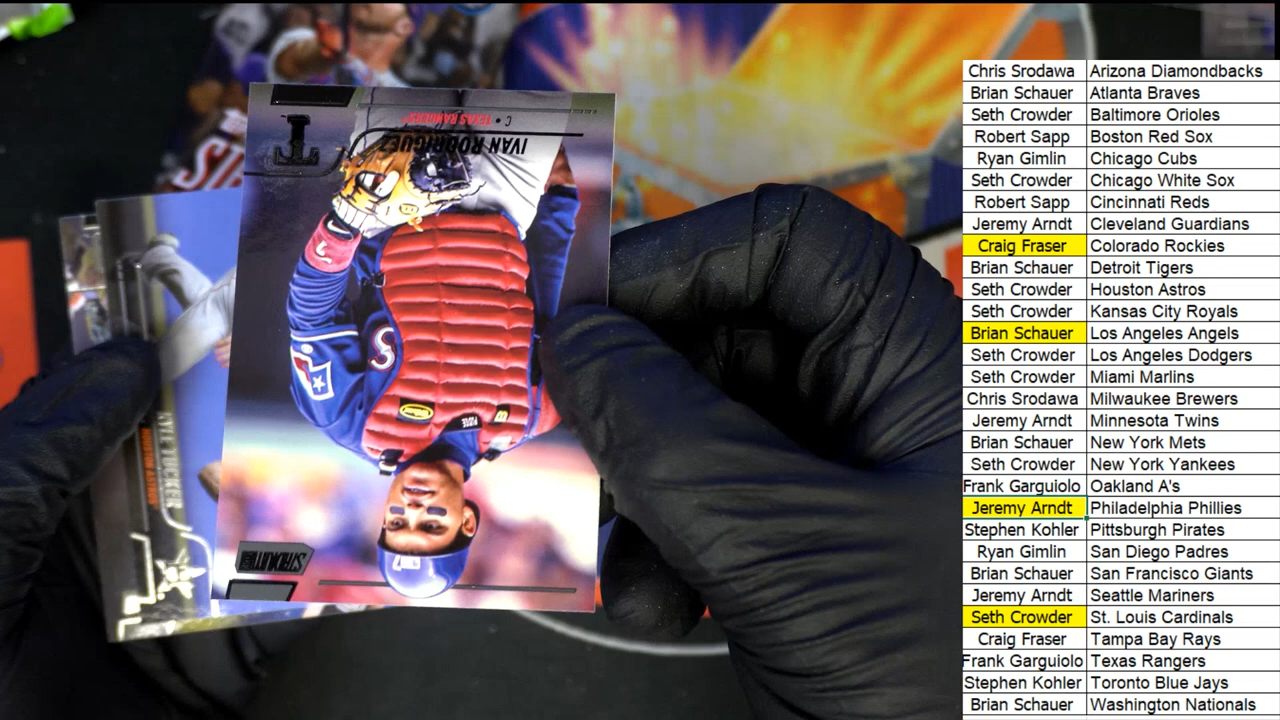 C • TEXAS RANGERS
IVAN RODRIGUEZ
STADIUM CLUB
KYLE TUCKER
HOUSTON ASTROS
Chris Srodawa Arizona Diamondbacks
Brian Schauer Atlanta Braves
Seth Crowder Baltimore Orioles
Robert Sapp Boston Red Sox
Ryan Gimlin Chicago Cubs
Seth Crowder Chicago White Sox
Robert Sapp Cincinnati Reds
Jeremy Arndt Cleveland Guardians
Craig Fraser Colorado Rockies
Brian Schauer Detroit Tigers
Seth Crowder Houston Astros
Seth Crowder Kansas City Royals
Brian Schauer Los Angeles Angels
Seth Crowder Los Angeles Dodgers
Seth Crowder Miami Marlins
Chris Srodawa Milwaukee Brewers
Jeremy Arndt Minnesota Twins
Brian Schauer New York Mets
Seth Crowder New York Yankees
Frank Garguiolo Oakland A's
Jeremy Arndt Philadelphia Phillies
Stephen Kohler Pittsburgh Pirates
Ryan Gimlin San Diego Padres
Brian Schauer San Francisco Giants
Jeremy Arndt Seattle Mariners
Seth Crowder St. Louis Cardinals
Craig Fraser Tampa Bay Rays
Frank Garguiolo Texas Rangers
Stephen Kohler Toronto Blue Jays
Brian Schauer Washington Nationals